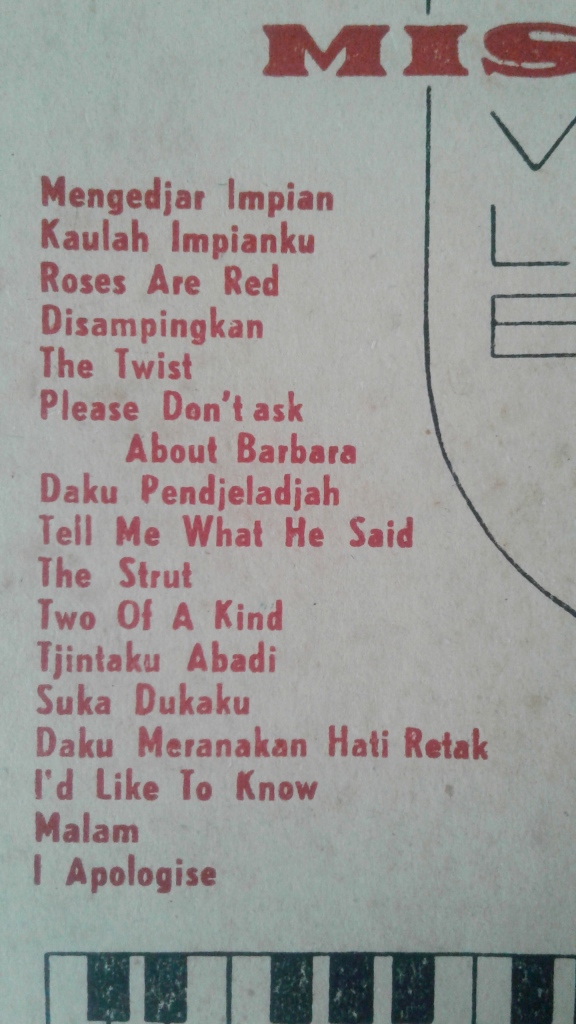 MIS
Mengedjar Impian
Kaulah Impianku
Roses Are Red
Disampingkan
The Twist
Please Don't ask
About Barbara
Daku Pendjeladjah
Tell Me What He Said
The Strut
Two Of A Kind
Tjintaku Abadi
Suka Dukaku
Daku Meranakan Hati Retak
I'd Like To Know
Malam
I Apologise